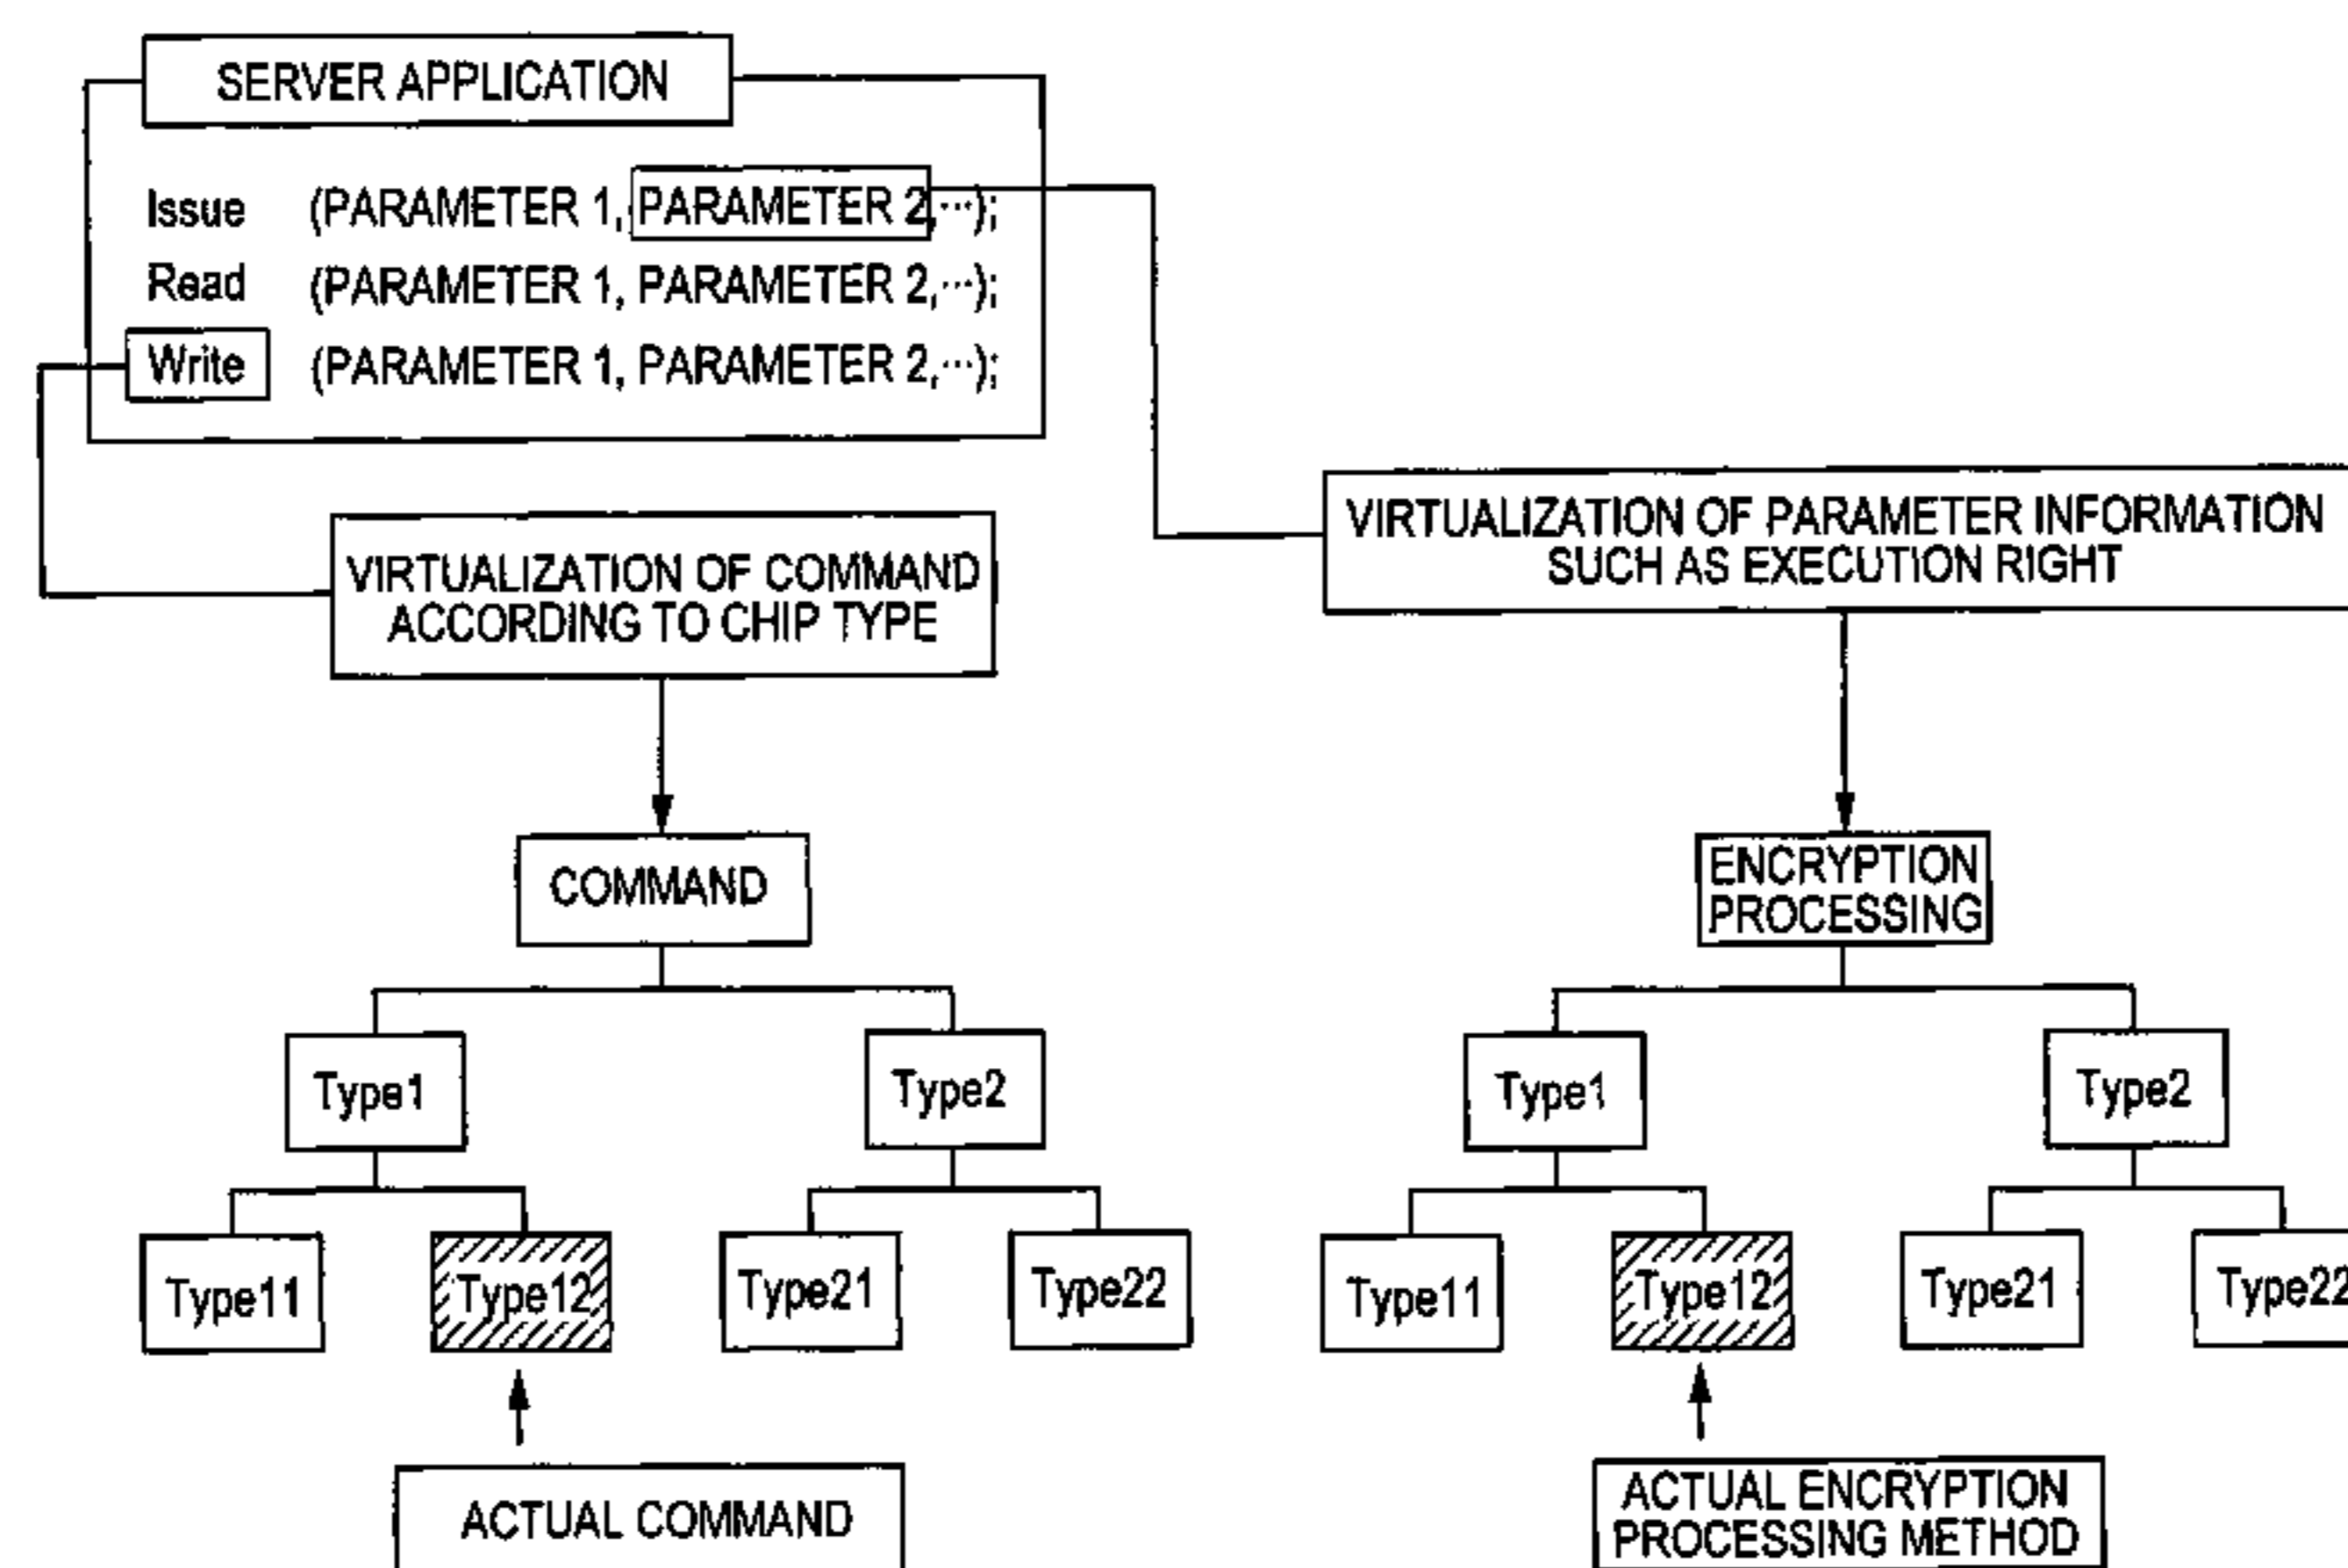 SERVER APPLICATION
Issue (PARAMETER 1, PARAMETER 2,···);
Read (PARAMETER 1, PARAMETER 2,···);
Write (PARAMETER 1, PARAMETER 2,···);
VIRTUALIZATION OF COMMAND
ACCORDING TO CHIP TYPE
VIRTUALIZATION OF PARAMETER INFORMATION
SUCH AS EXECUTION RIGHT
COMMAND
ENCRYPTION
PROCESSING
Type1
Type2
Type1
Type2
Type11
Type12
Type21
Type22
Type11
Type12
Type21
Type22
ACTUAL COMMAND
ACTUAL ENCRYPTION
PROCESSING METHOD